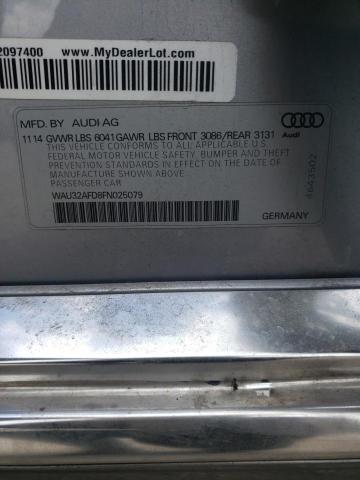 2097400
www.MyDealerLot.com
MFD. BY AUDI AG
11 14 GVWR LBS 6041 GAWR LBS FRONT 3086/REAR 3131
THIS VEHICLE CONFORMS TO ALL APPLICABLE U.S.
FEDERAL MOTOR VEHICLE SAFETY, BUMPER AND THEFT
PREVENTION STANDARDS IN EFFECT ON THE DATE OF
MANUFACTURE SHOWN ABOVE
PASSENGER CAR
WAU32AFD8FN025079
Audi
4643502
GERMANY